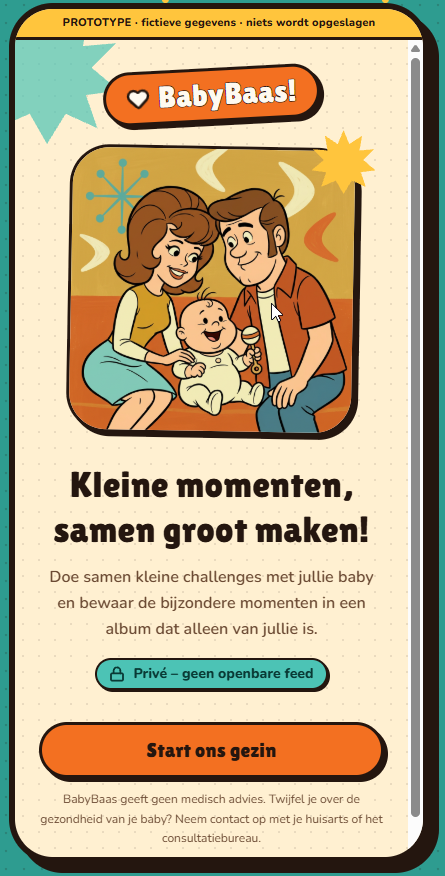 PROTOTYPE · fictieve gegevens · niets wordt opgeslagen
BabyBaas!
Kleine momenten,
samen groot maken!
Doe samen kleine challenges met jullie baby
en bewaar de bijzondere momenten in een
album dat alleen van jullie is.
Privé – geen openbare feed
Start ons gezin
BabyBaas geeft geen medisch advies. Twijfel je over de
gezondheid van je baby? Neem contact op met je huisarts of het
consultatiebureau.